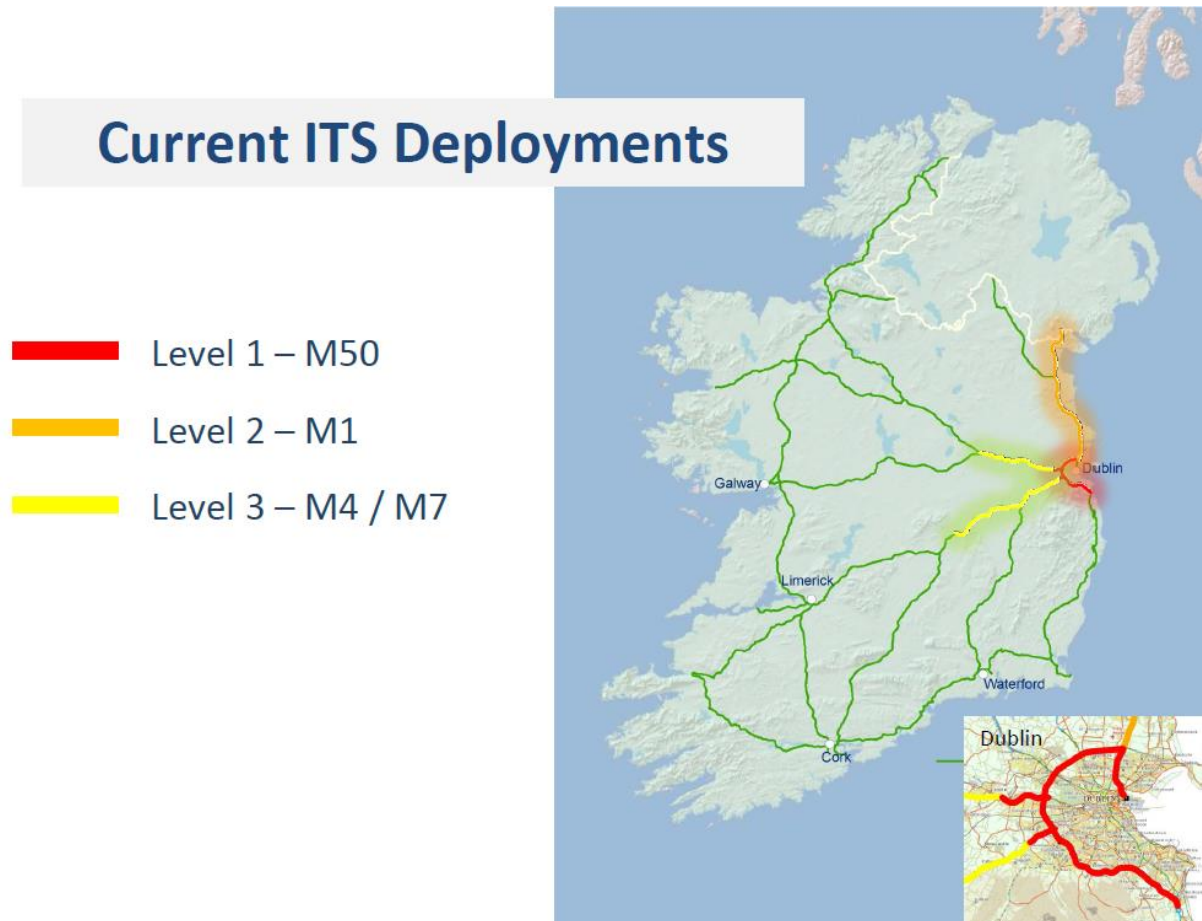 Current ITS Deployments
Level 1 – M50
Level 2 – M1
Level 3 – M4 / M7
Dublin
Galway
Limerick
Waterford
Cork
Dublin